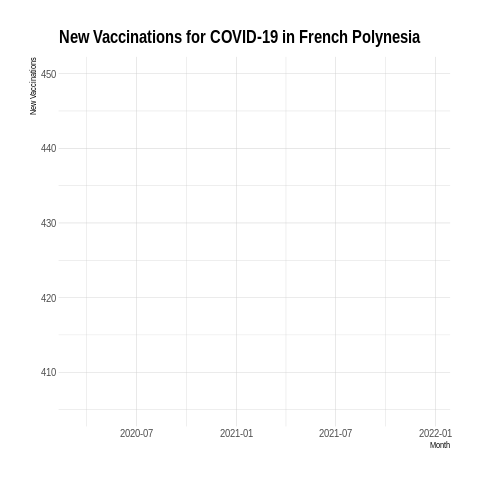 New Vaccinations for COVID-19 in French Polynesia
New Vaccinations
450
440
430
420
410
2020-07 2021-01 2021-07 2022-01
Month